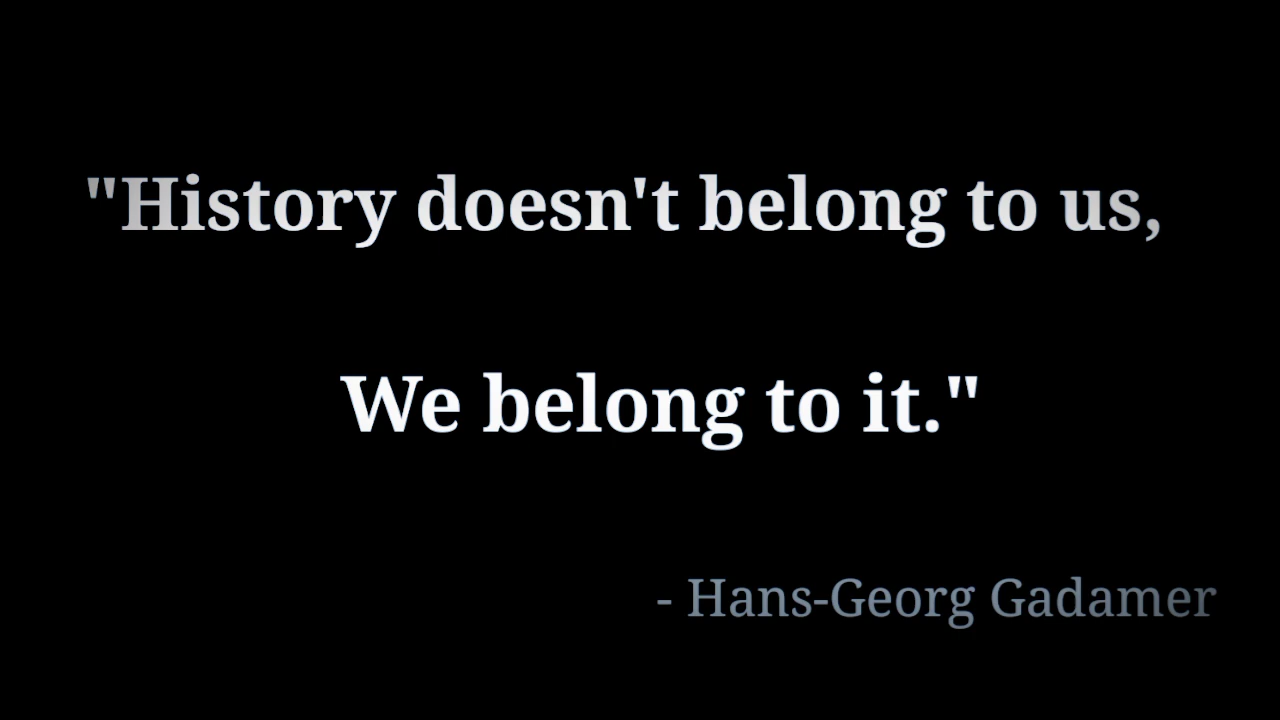 "History doesn't belong to us,
We belong to it."
- Hans-Georg Gadamer